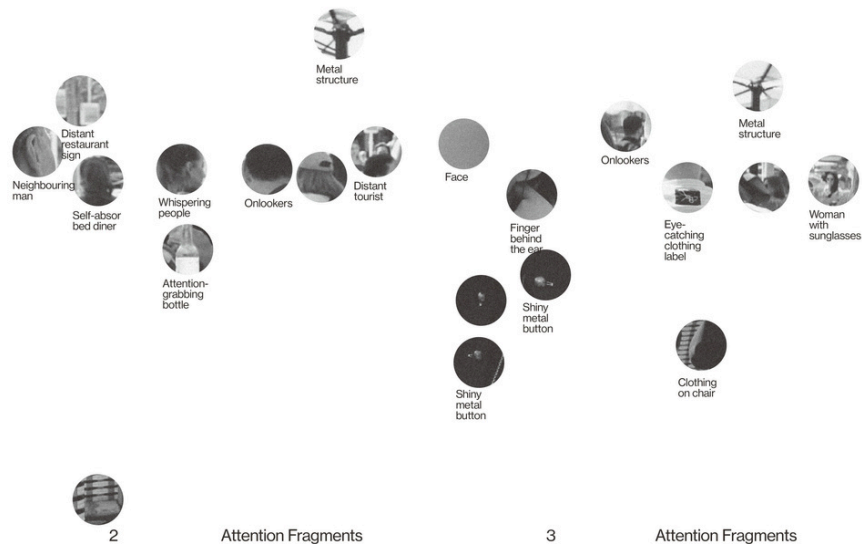 Metal
structure
Distant
restaurant
sign
Neighbouring
man
Self-absor
bed diner
Whispering
people
Onlookers
Distant
tourist
Attention-
grabbing
bottle
2
Attention Fragments
Metal
structure
Onlookers
Face
Finger
behind
the ear
Eye-
catching
clothing
label
Woman
with
sunglasses
Shiny
metal
button
Clothing
on chair
Shiny
metal
button
3
Attention Fragments